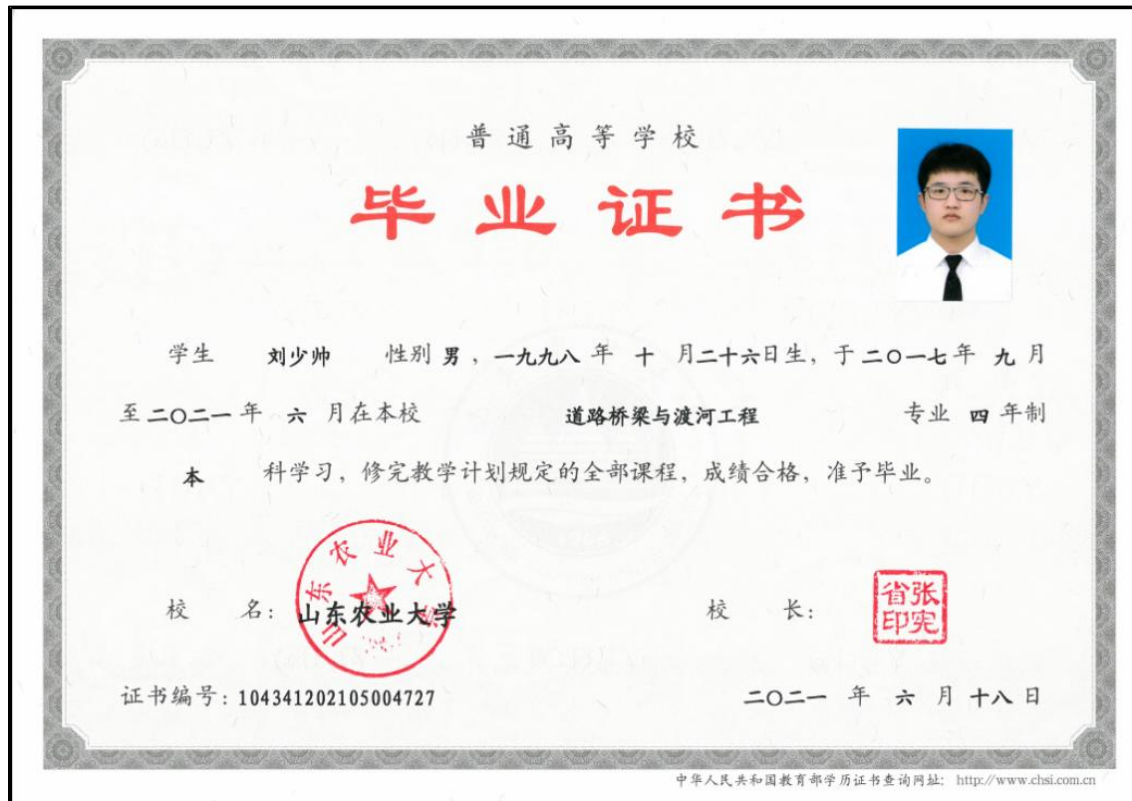 普通高等学校
毕业证书
学生 刘少帅 性别 男，一九九八 年 十 月二十六日生，于二〇一七年 九 月
至二〇二一年 六 月在本校 道路桥梁与渡河工程 专业 四 年制
本 科学习，修完教学计划规定的全部课程，成绩合格，准予毕业。
山东农业大学
校 名：山东农业大学 校 长：
张宪省印
证书编号：104341202105004727 二〇二一 年 六 月 十八 日
中华人民共和国教育部学历证书查询网址：http://www.chsi.com.cn